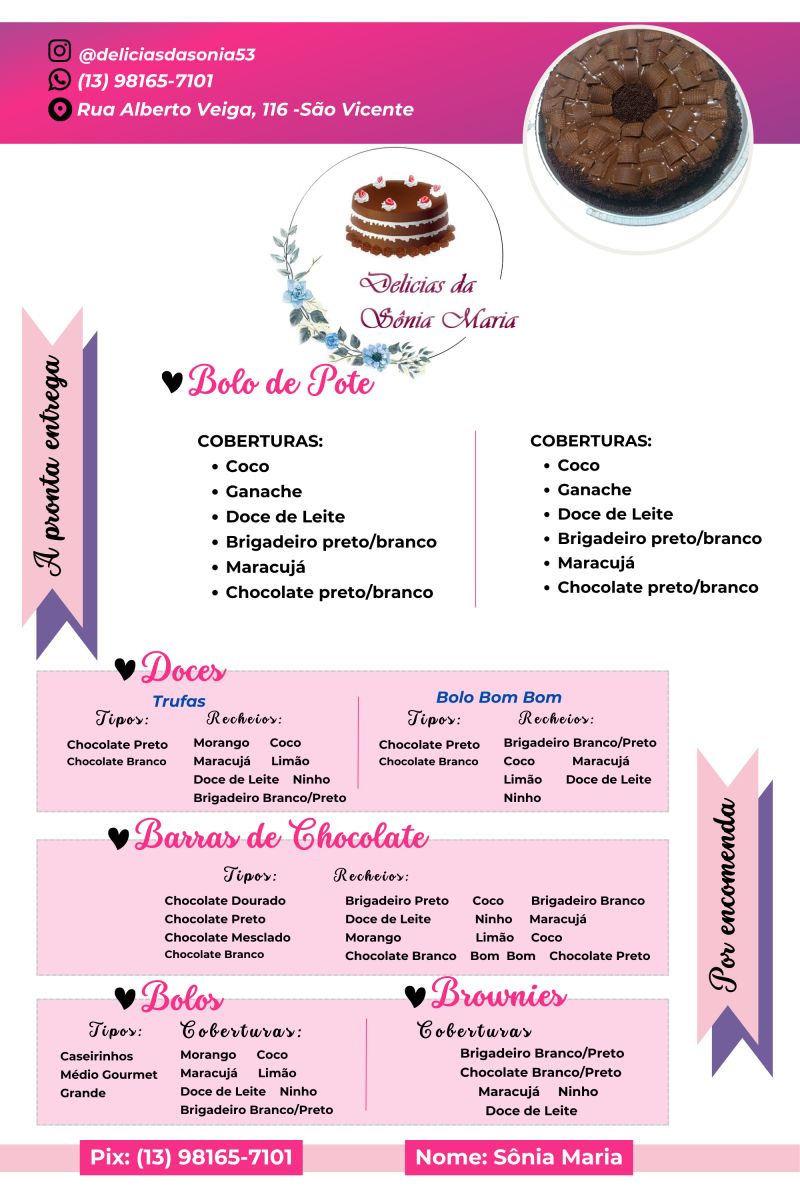 @deliciasdasonia53
(13) 98165-7101
Rua Alberto Veiga, 116 -São Vicente
Delicias da
Sônia Maria
A pronta entrega
Bolo de Pote
COBERTURAS:
Coco
Ganache
Doce de Leite
Brigadeiro preto/branco
Maracujá
Chocolate preto/branco
COBERTURAS:
Coco
Ganache
Doce de Leite
Brigadeiro preto/branco
Maracujá
Chocolate preto/branco
Doces
Trufas
Tipos:
Chocolate Preto
Chocolate Branco
Recheios:
Morango Coco
Maracujá Limão
Doce de Leite Ninho
Brigadeiro Branco/Preto
Bolo Bom Bom
Tipos:
Chocolate Preto
Chocolate Branco
Recheios:
Brigadeiro Branco/Preto
Coco Maracujá
Limão Doce de Leite
Ninho
Por encomenda
Barras de Chocolate
Tipos:
Chocolate Dourado
Chocolate Preto
Chocolate Mesclado
Chocolate Branco
Recheios:
Brigadeiro Preto Coco Brigadeiro Branco
Doce de Leite Ninho Maracujá
Morango Limão Coco
Chocolate Branco Bom Bom Chocolate Preto
Bolos
Tipos:
Caseirinhos
Médio Gourmet
Grande
Coberturas:
Morango Coco
Maracujá Limão
Doce de Leite Ninho
Brigadeiro Branco/Preto
Brownies
Coberturas
Brigadeiro Branco/Preto
Chocolate Branco/Preto
Maracujá Ninho
Doce de Leite
Pix: (13) 98165-7101
Nome: Sônia Maria